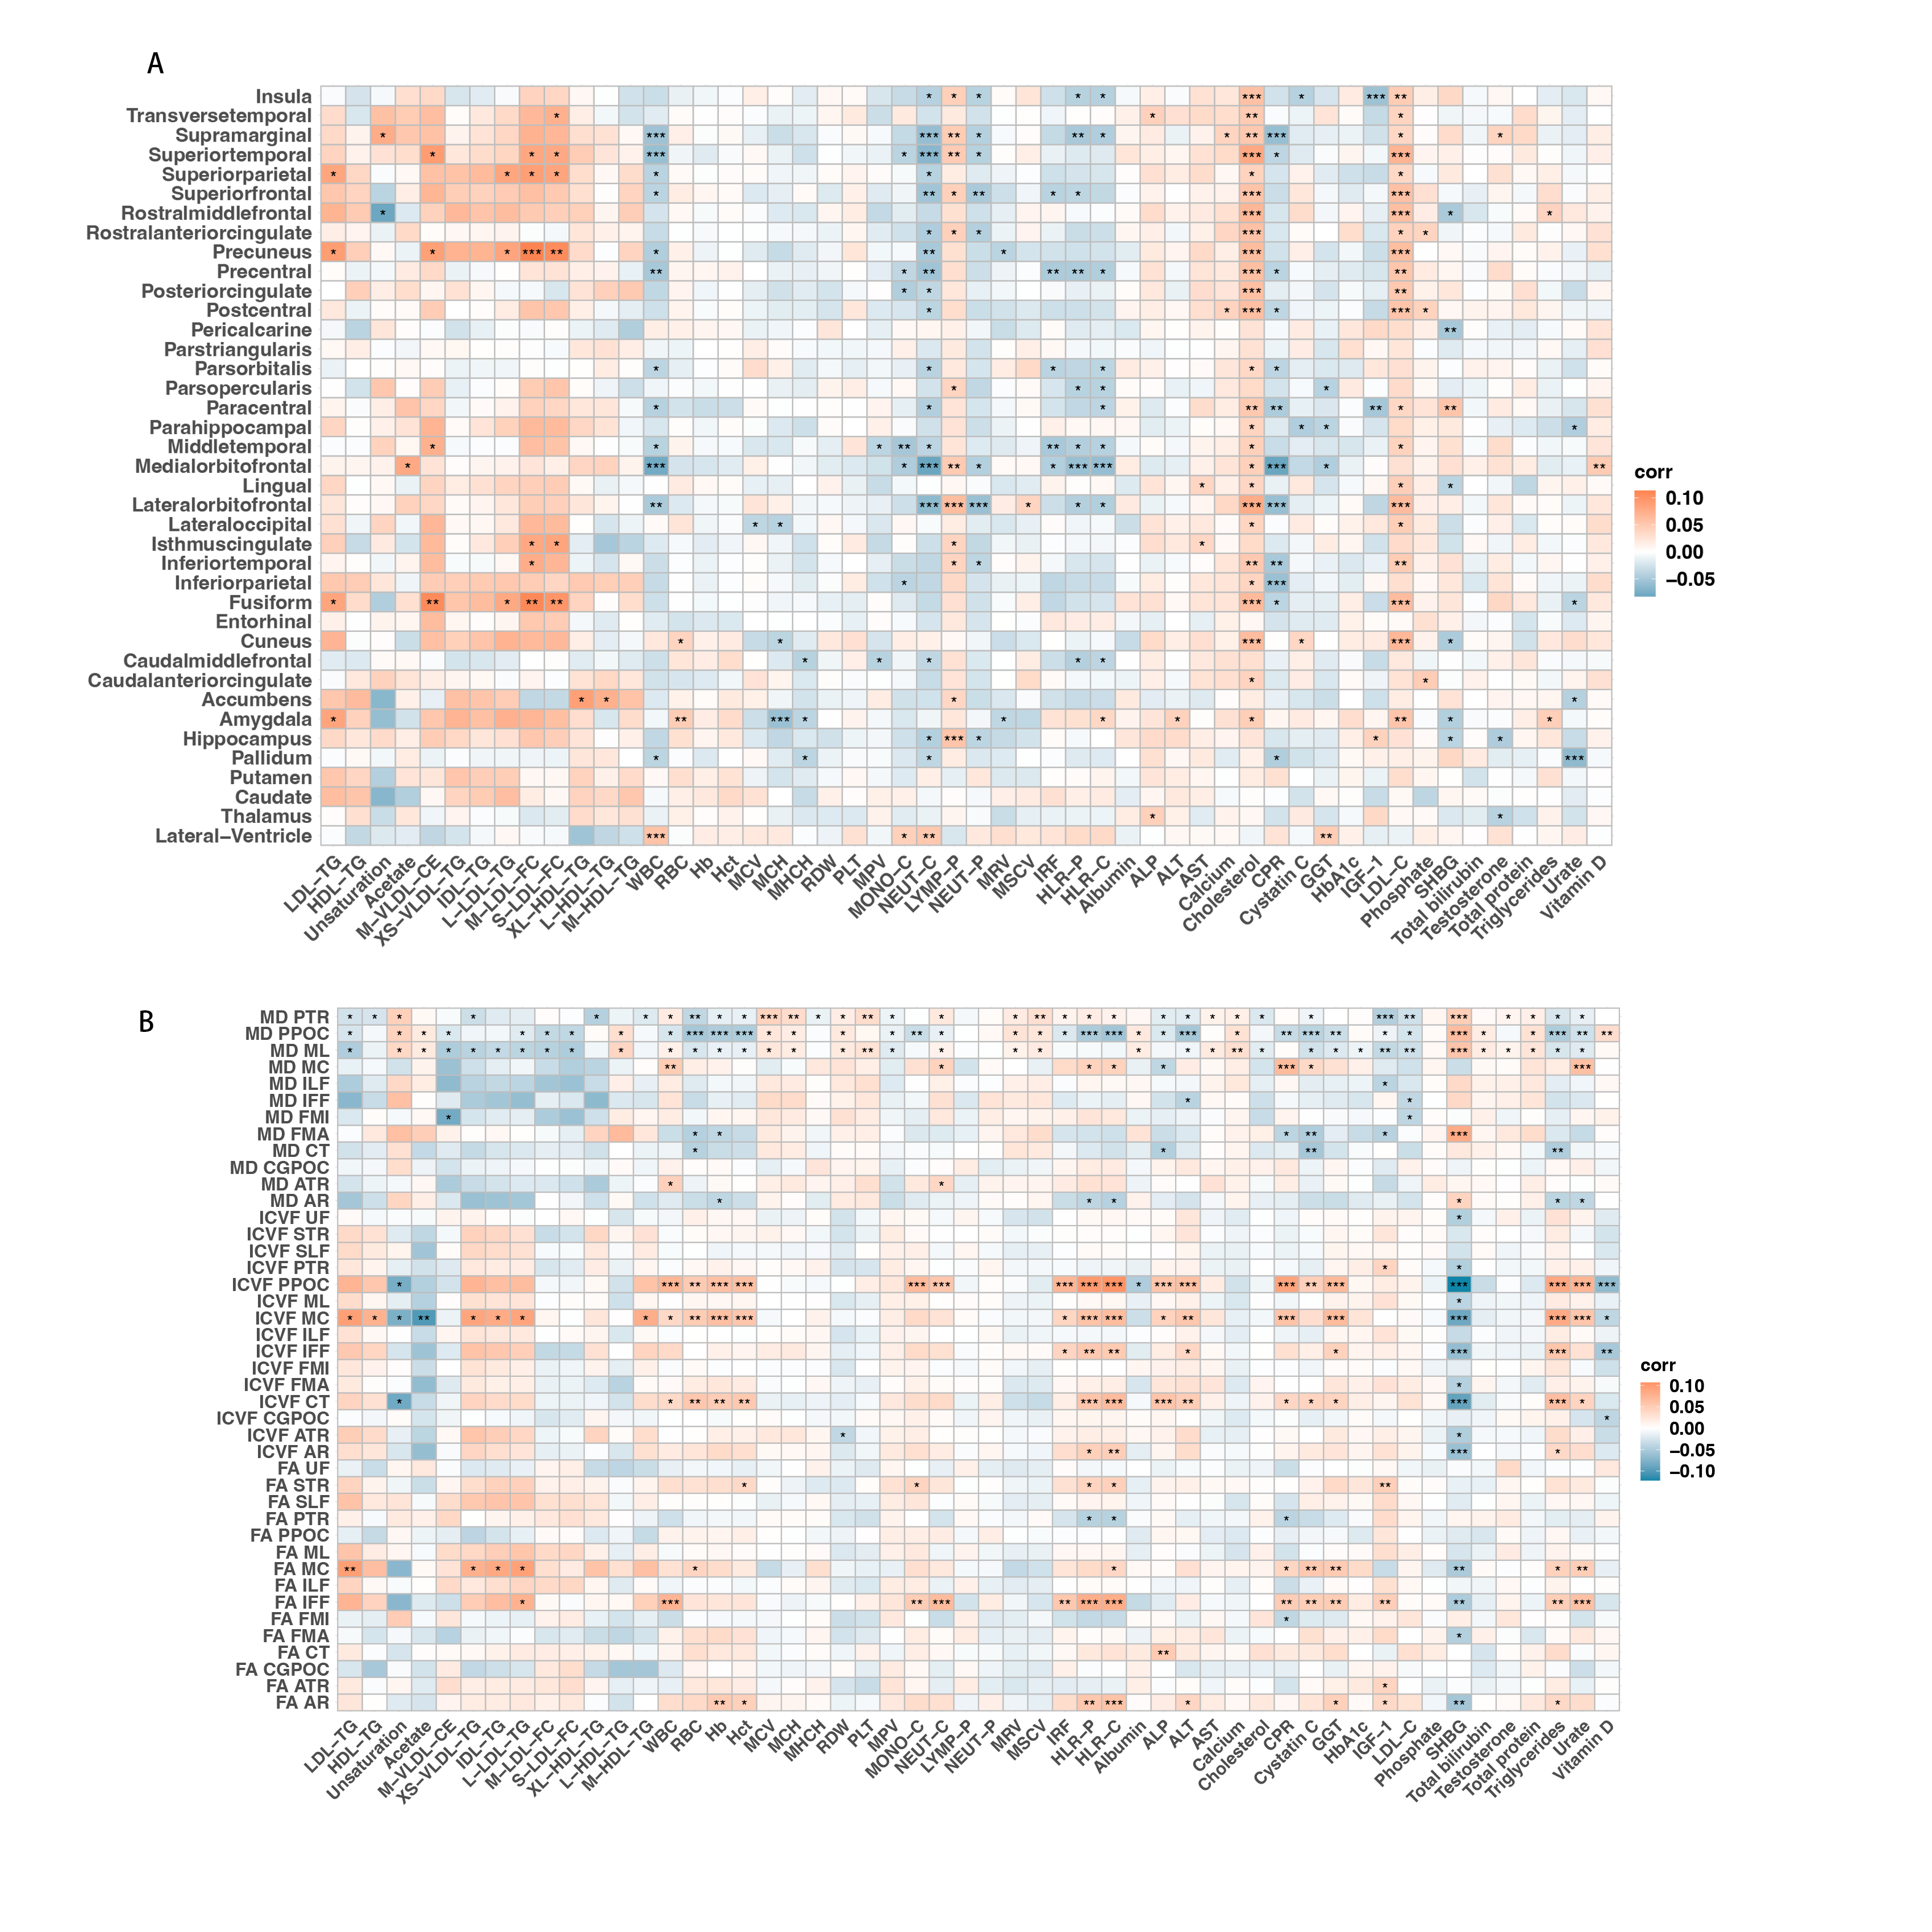 A
Insula
Transversetemporal
Supramarginal
Superiortemporal
Superiorparietal
Superiorfrontal
Rostralmiddlefrontal
Rostralanteriorcingulate
Precuneus
Precentral
Posteriorcingulate
Postcentral
Pericalcarine
Parstriangularis
Parsorbitalis
Parsopercularis
Paracentral
Parahippocampal
Middletemporal
Medialorbitofrontal
Lingual
Lateralorbitofrontal
Lateraloccipital
Isthmuscingulate
Inferiortemporal
Inferiorparietal
Fusiform
Entorhinal
Cuneus
Caudalmiddlefrontal
Caudalanteriorcingulate
Accumbens
Amygdala
Hippocampus
Pallidum
Putamen
Caudate
Thalamus
Lateral−Ventricle
LDL−TG
HDL−TG
Unsaturation
Acetate
M−VLDL−CE
XS−VLDL−TG
IDL−TG
L−LDL−TG
M−LDL−FC
S−LDL−FC
XL−HDL−TG
L−HDL−TG
M−HDL−TG
WBC
RBC
Hb
Hct
MCV
MCH
MHCH
RDW
PLT
MPV
MONO−C
NEUT−C
LYMP−P
NEUT−P
MRV
MSCV
IRF
HLR−P
HLR−C
Albumin
ALP
ALT
AST
Calcium
Cholesterol
CPR
Cystatin C
GGT
HbA1c
IGF−1
LDL−C
Phosphate
SHBG
Total bilirubin
Testosterone
Total protein
Triglycerides
Urate
Vitamin D
corr
0.10
0.05
0.00
−0.05
B
MD PTR
MD PPOC
MD ML
MD MC
MD ILF
MD IFF
MD FMI
MD FMA
MD CT
MD CGPOC
MD ATR
MD AR
ICVF UF
ICVF STR
ICVF SLF
ICVF PTR
ICVF PPOC
ICVF ML
ICVF MC
ICVF ILF
ICVF IFF
ICVF FMI
ICVF FMA
ICVF CT
ICVF CGPOC
ICVF ATR
ICVF AR
FA UF
FA STR
FA SLF
FA PTR
FA PPOC
FA ML
FA MC
FA ILF
FA IFF
FA FMI
FA FMA
FA CT
FA CGPOC
FA ATR
FA AR
LDL−TG
HDL−TG
Unsaturation
Acetate
M−VLDL−CE
XS−VLDL−TG
IDL−TG
L−LDL−TG
M−LDL−FC
S−LDL−FC
XL−HDL−TG
L−HDL−TG
M−HDL−TG
WBC
RBC
Hb
Hct
MCV
MCH
MHCH
RDW
PLT
MPV
MONO−C
NEUT−C
LYMP−P
NEUT−P
MRV
MSCV
IRF
HLR−P
HLR−C
Albumin
ALP
ALT
AST
Calcium
Cholesterol
CPR
Cystatin C
GGT
HbA1c
IGF−1
LDL−C
Phosphate
SHBG
Total bilirubin
Testosterone
Total protein
Triglycerides
Urate
Vitamin D
corr
0.10
0.05
0.00
−0.05
−0.10